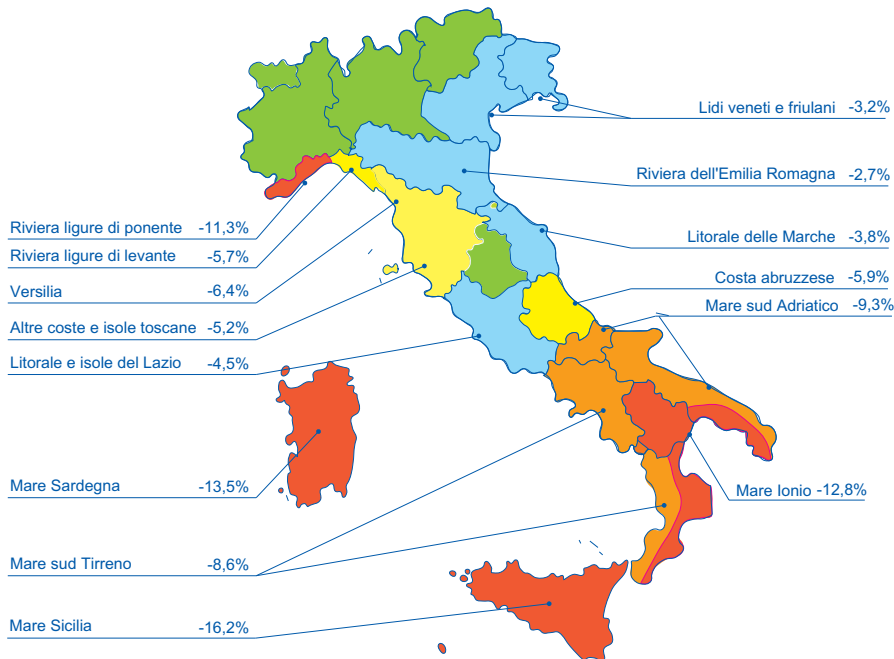 Lidi veneti e friulani -3,2%
Riviera dell'Emilia Romagna -2,7%
Riviera ligure di ponente -11,3%
Litorale delle Marche -3,8%
Riviera ligure di levante -5,7%
Costa abruzzese -5,9%
Versilia -6,4%
Mare sud Adriatico -9,3%
Altre coste e isole toscane -5,2%
Litorale e isole del Lazio -4,5%
Mare Sardegna -13,5%
Mare Ionio -12,8%
Mare sud Tirreno -8,6%
Mare Sicilia -16,2%